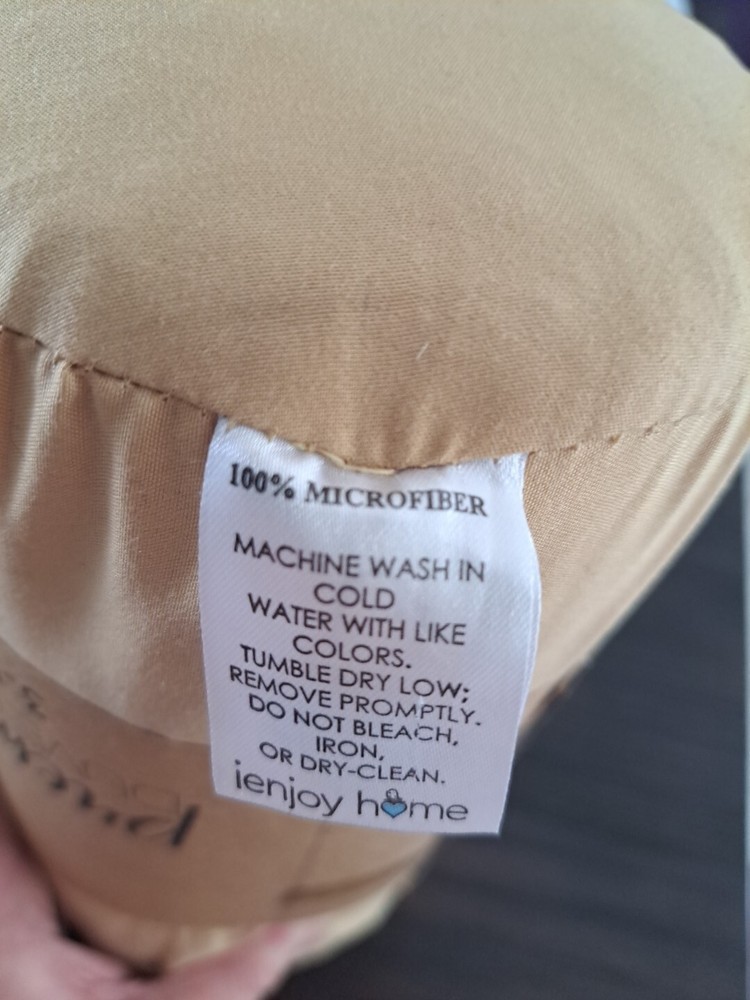 100% MICROFIBER
MACHINE WASH IN
COLD
WATER WITH LIKE
COLORS.
TUMBLE DRY LOW;
REMOVE PROMPTLY.
DO NOT BLEACH,
IRON,
OR DRY-CLEAN.
ienjoy home